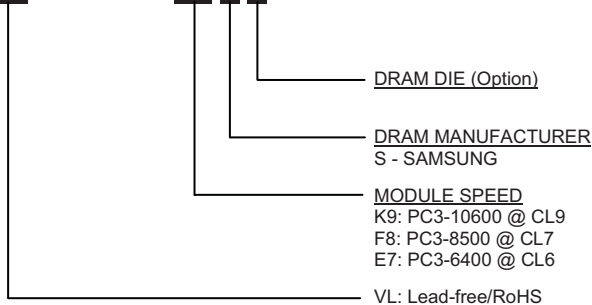 DRAM DIE (Option)
DRAM MANUFACTURER
S - SAMSUNG
MODULE SPEED
K9: PC3-10600 @ CL9
F8: PC3-8500 @ CL7
E7: PC3-6400 @ CL6
VL: Lead-free/RoHS